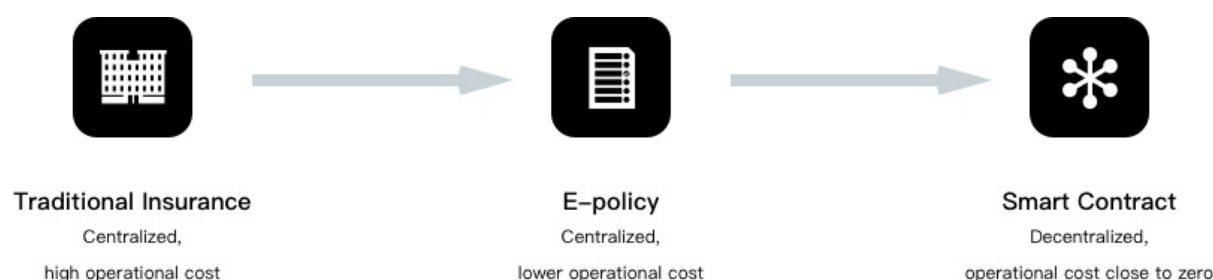 Traditional Insurance
Centralized,
high operational cost
E-policy
Centralized,
lower operational cost
Smart Contract
Decentralized,
operational cost close to zero